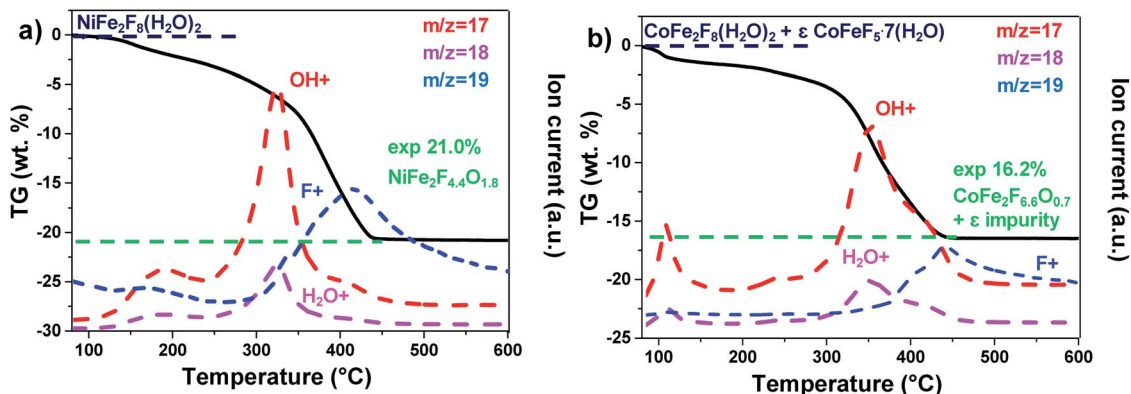 a)
NiFe₂F₈(H₂O)₂
m/z=17
m/z=18
m/z=19
OH+
exp 21.0%
NiFe₂F₄.₄O₁.₈
F+
H₂O+
TG (wt. %)
Ion current (a.u.)
0
-5
-10
-15
-20
-25
-30
100 200 300 400 500 600
Temperature (°C)
b)
CoFe₂F₈(H₂O)₂ + ε CoFeF₅·7(H₂O)
m/z=17
m/z=18
m/z=19
OH+
exp 16.2%
CoFe₂F₆.₆O₀.₇
+ ε impurity
H₂O+
F+
TG (wt. %)
Ion current (a.u.)
0
-5
-10
-15
-20
-25
100 200 300 400 500 600
Temperature (°C)